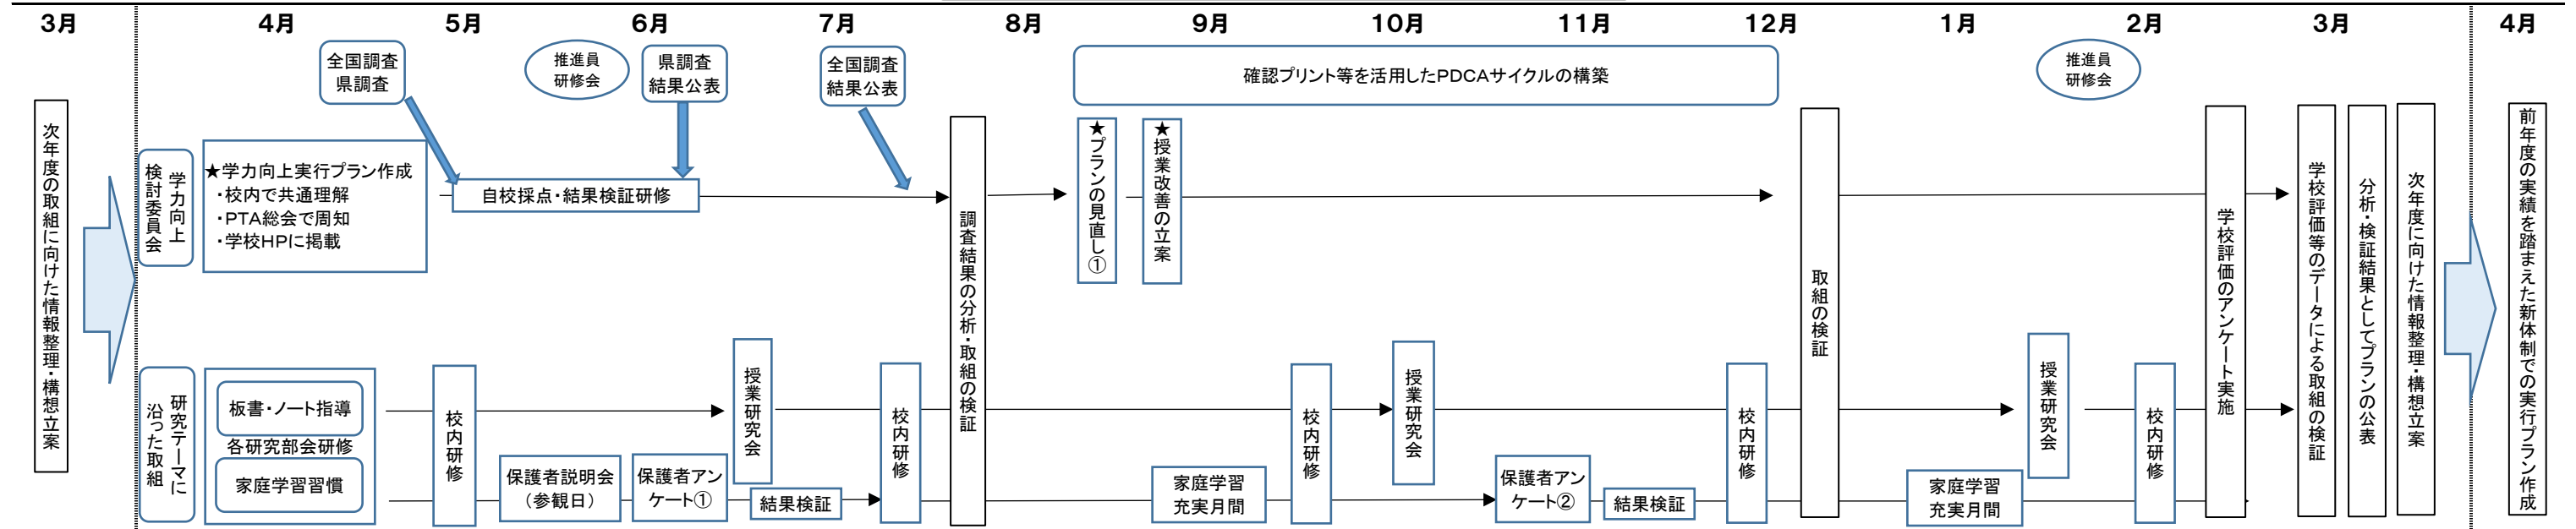 3月
4月
5月
6月
7月
8月
9月
10月
11月
12月
1月
2月
3月
4月
全国調査
県調査
推進員
研修会
県調査
結果公表
全国調査
結果公表
確認プリント等を活用したPDCAサイクルの構築
推進員
研修会
次年度の取組に向けた情報整理・構想立案
学力向上
検討委員会
★学力向上実行プラン作成
・校内で共通理解
・PTA総会で周知
・学校HPに掲載
自校採点・結果検証研修
調査結果の分析・取組の検証
★プランの見直し①
★授業改善の立案
取組の検証
学校評価のアンケート実施
学校評価等のデータによる取組の検証
分析・検証結果としてプランの公表
次年度に向けた情報整理・構想立案
前年度の実績を踏まえた新体制での実行プラン作成
研究テーマに
沿った取組
板書・ノート指導
各研究部会研修
家庭学習習慣
校内研修
保護者説明会
（参観日）
保護者アン
ケート①
授業研究会
結果検証
校内研修
家庭学習
充実月間
校内研修
授業研究会
保護者アン
ケート②
結果検証
校内研修
家庭学習
充実月間
授業研究会
校内研修